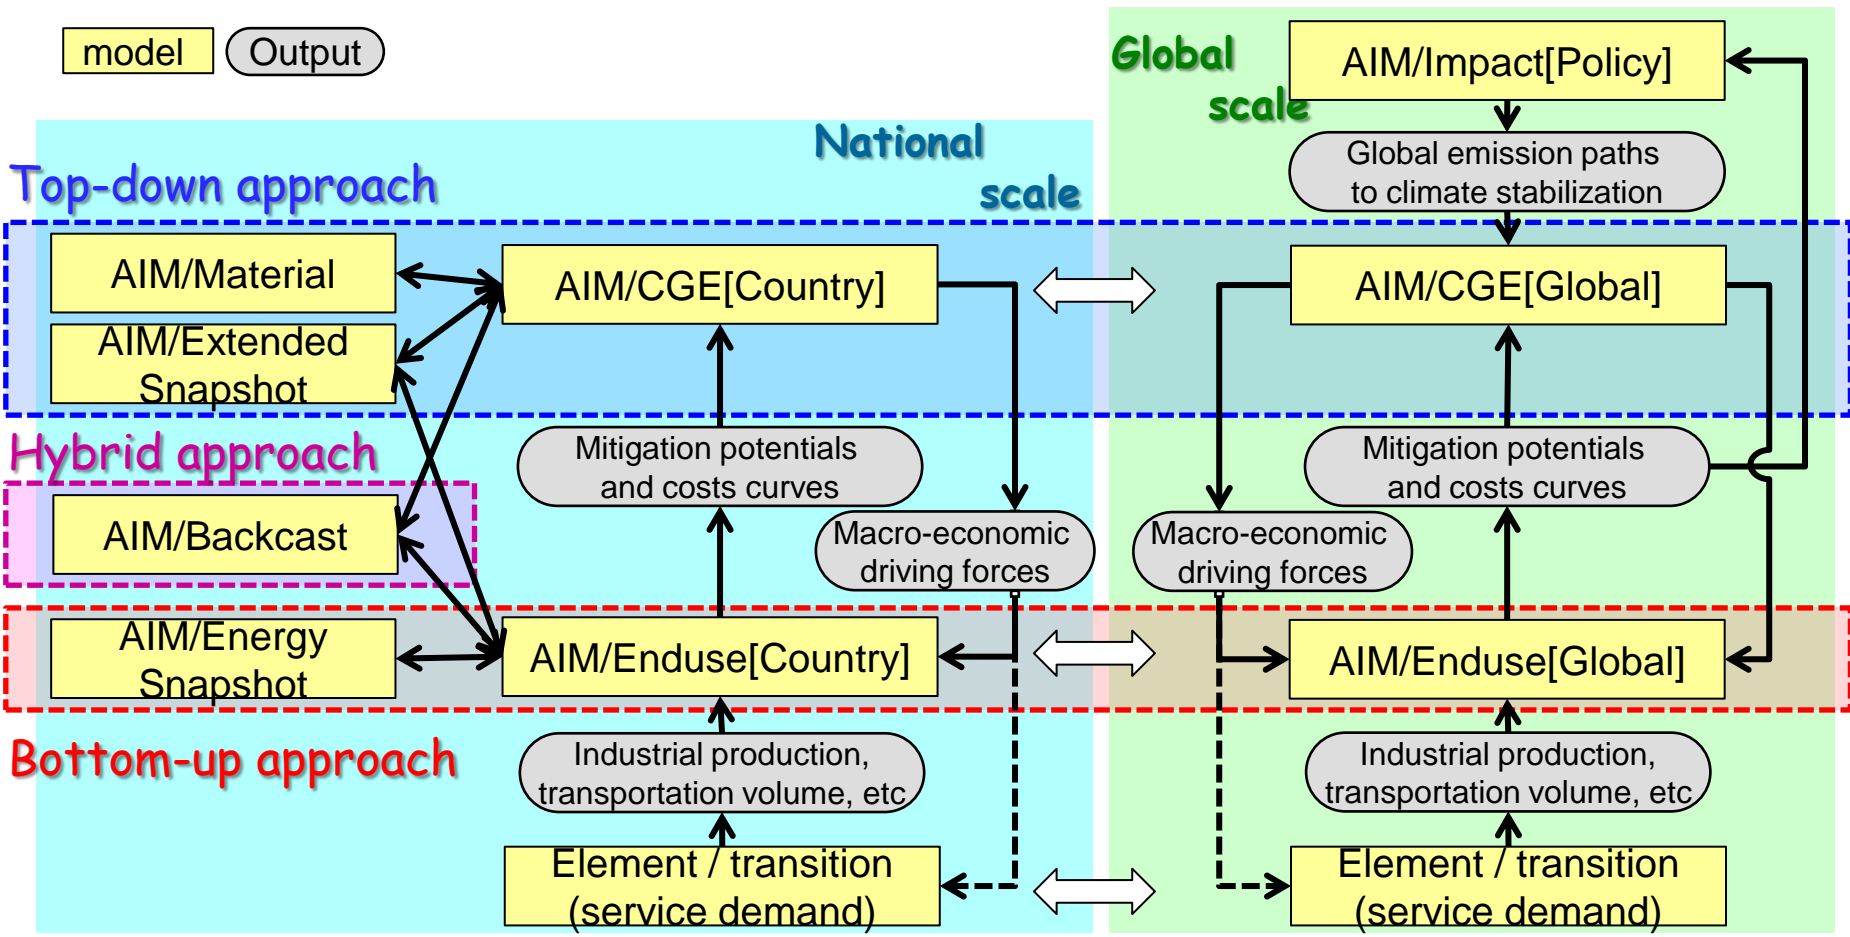 model
Output
Global
scale
AIM/Impact[Policy]
National
scale
Global emission paths
to climate stabilization
Top-down approach
AIM/Material
AIM/CGE[Country]
AIM/CGE[Global]
AIM/Extended
Snapshot
Hybrid approach
Mitigation potentials
and costs curves
Mitigation potentials
and costs curves
AIM/Backcast
Macro-economic
driving forces
Macro-economic
driving forces
AIM/Energy
Snapshot
AIM/Enduse[Country]
AIM/Enduse[Global]
Bottom-up approach
Industrial production,
transportation volume, etc
Industrial production,
transportation volume, etc
Element / transition
(service demand)
Element / transition
(service demand)